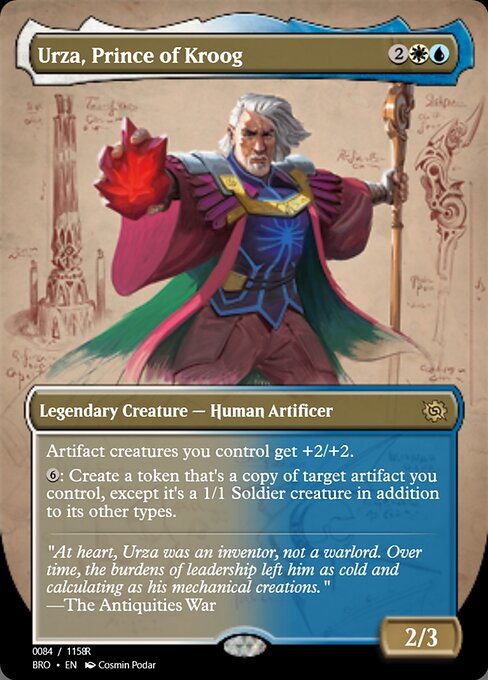 Urza, Prince of Kroog
2
Legendary Creature — Human Artificer
Artifact creatures you control get +2/+2.
6: Create a token that's a copy of target artifact you
control, except it's a 1/1 Soldier creature in addition
to its other types.
"At heart, Urza was an inventor, not a warlord. Over
time, the burdens of leadership left him as cold and
calculating as his mechanical creations."
—The Antiquities War
2/3
0084 / 1158R
BRO • EN Cosmin Podar